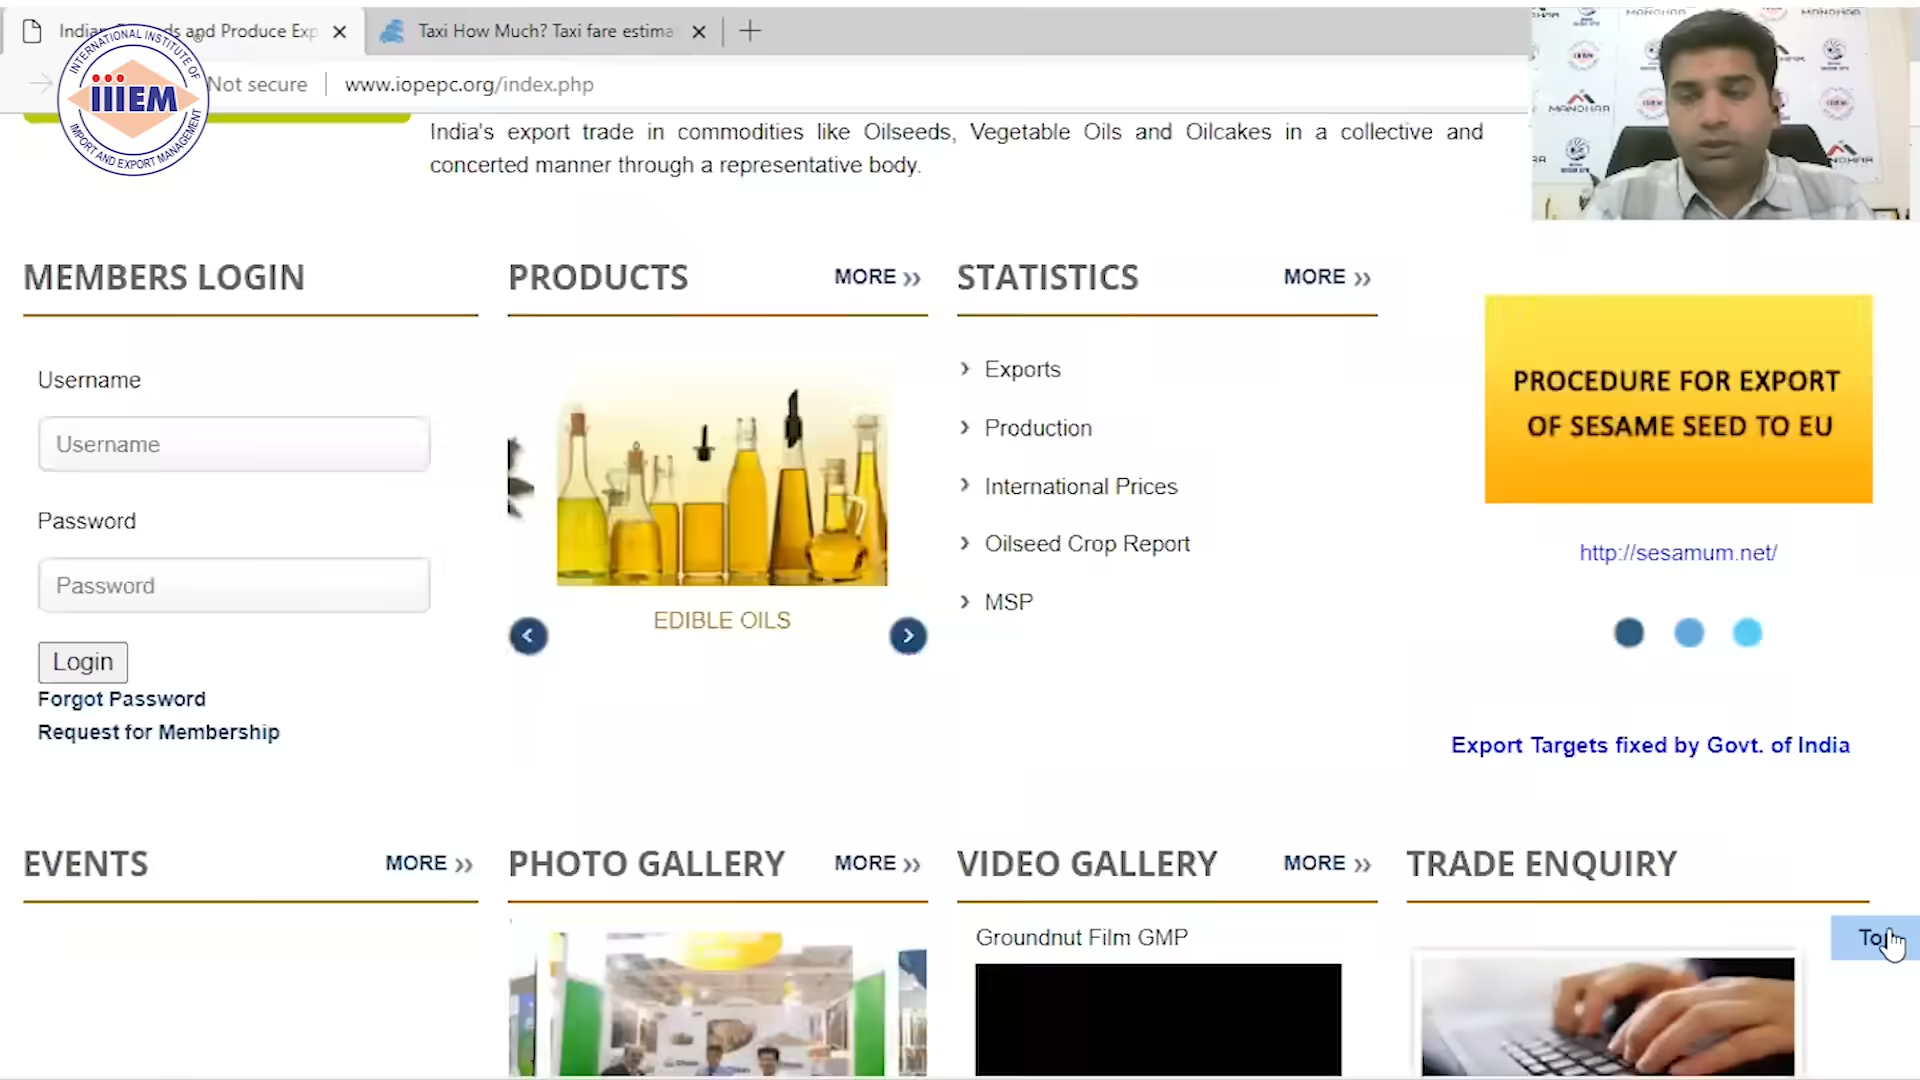 Taxi How Much? Taxi fare estima
INTERNATIONAL INSTITUTE OF
iiiEM
IMPORT AND EXPORT MANAGEMENT
Not secure
www.iopepc.org/index.php
India's export trade in commodities like Oilseeds, Vegetable Oils and Oilcakes in a collective and
concerted manner through a representative body.
MANDHAR
MEMBERS LOGIN
Username
Username
Password
Password
Login
Forgot Password
Request for Membership
PRODUCTS
MORE
EDIBLE OILS
STATISTICS
MORE
Exports
Production
International Prices
Oilseed Crop Report
MSP
PROCEDURE FOR EXPORT
OF SESAME SEED TO EU
http://sesamum.net/
Export Targets fixed by Govt. of India
EVENTS
MORE
PHOTO GALLERY
MORE
VIDEO GALLERY
MORE
Groundnut Film GMP
TRADE ENQUIRY